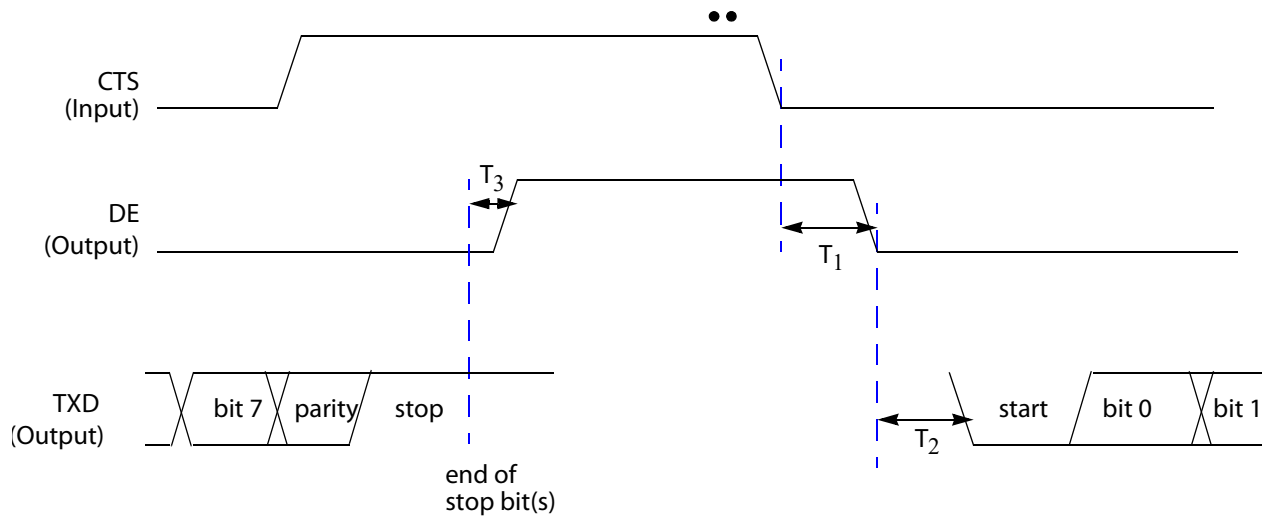 CTS
(Input)
T3
DE
(Output)
T1
TXD
(Output)
bit 7
parity
stop
start
bit 0
bit 1
T2
end of
stop bit(s)